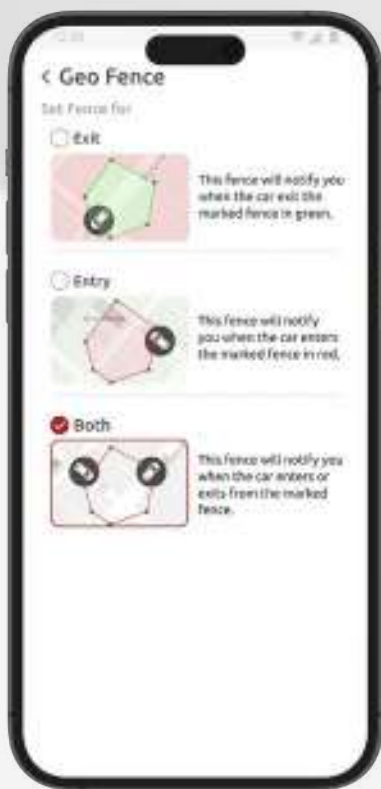 < Geo Fence
Set Fence for
Exit
This fence will notify you
when the car exit the
marked fence in green.
Entry
This fence will notify
you when the car enters
the marked fence in red.
Both
This fence will notify you
when the car enters or
exits from the marked
fence.